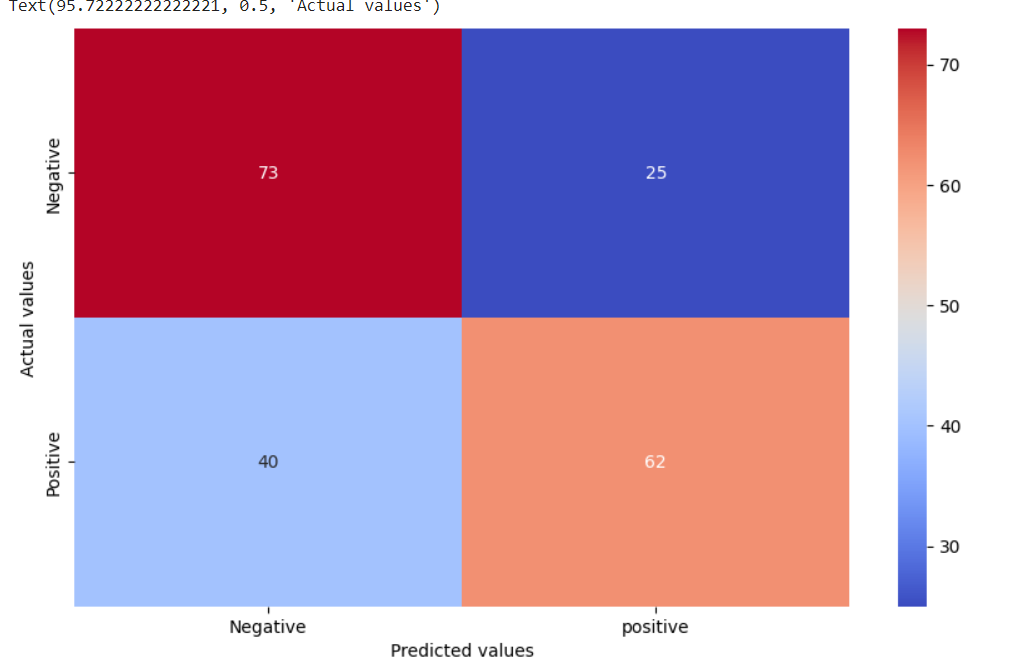 Text(95.72222222222221, 0.5, 'Actual values')
70
Negative
73
25
60
50
Actual values
40
Positive
40
62
30
Negative
positive
Predicted values